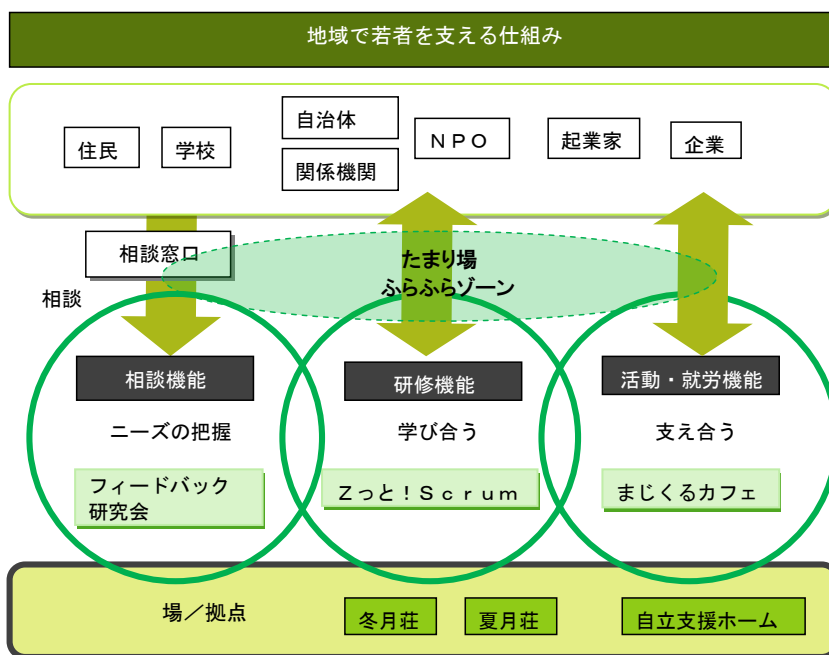 地域で若者を支える仕組み
住民
学校
自治体
関係機関
ＮＰＯ
起業家
企業
相談窓口
相談
たまり場
ふらふらゾーン
相談機能
研修機能
活動・就労機能
ニーズの把握
学び合う
支え合う
フィードバック
研究会
Ｚっと！Ｓｃｒｕｍ
まじくるカフェ
場／拠点
冬月荘
夏月荘
自立支援ホーム